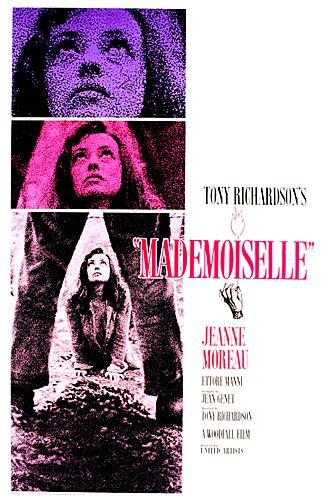 TONY RICHARDSON'S
"MADEMOISELLE"
JEANNE
MOREAU
ETTORE MANNI
JEAN GENET
TONY RICHARDSON
A WOODFALL FILM
UNITED ARTISTS